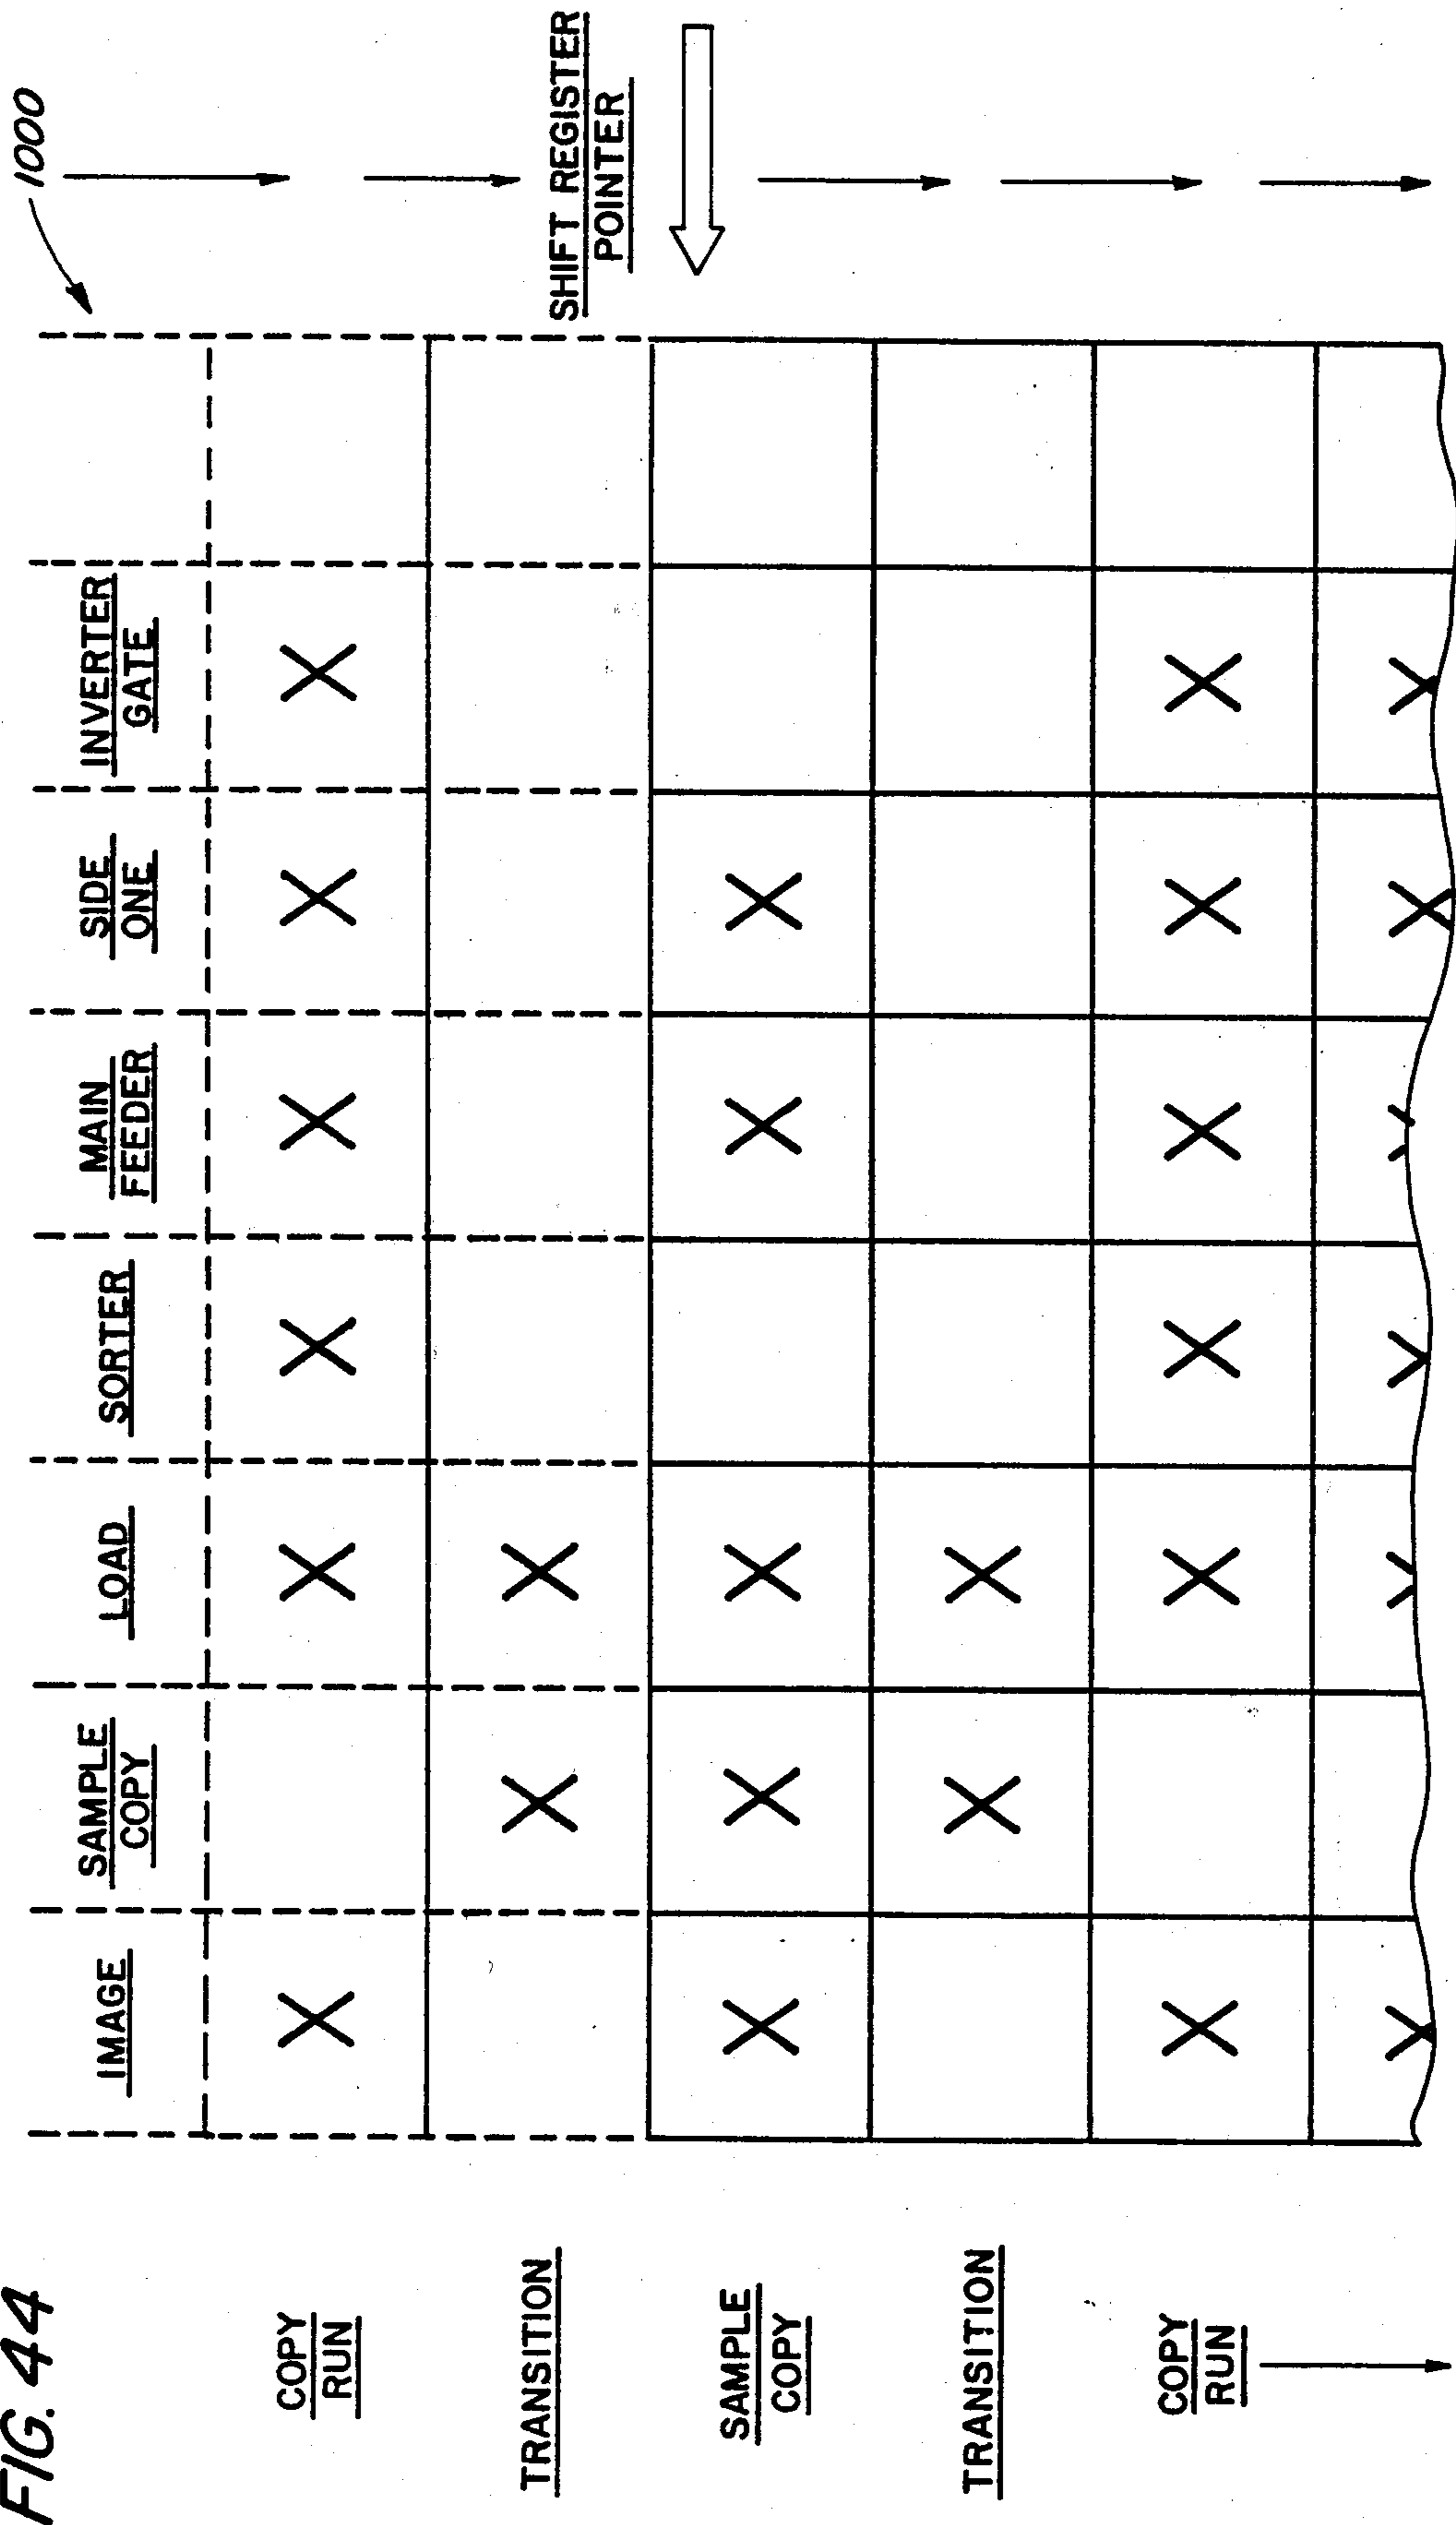 FIG. 44
1000
IMAGE
SAMPLE
COPY
LOAD
SORTER
MAIN
FEEDER
SIDE
ONE
INVERTER
GATE
COPY
RUN
X X X X X X
TRANSITION
X X
SHIFT REGISTER
POINTER
SAMPLE
COPY
X X X X X
TRANSITION
X X
COPY
RUN
X X X X X X
X X X X X X